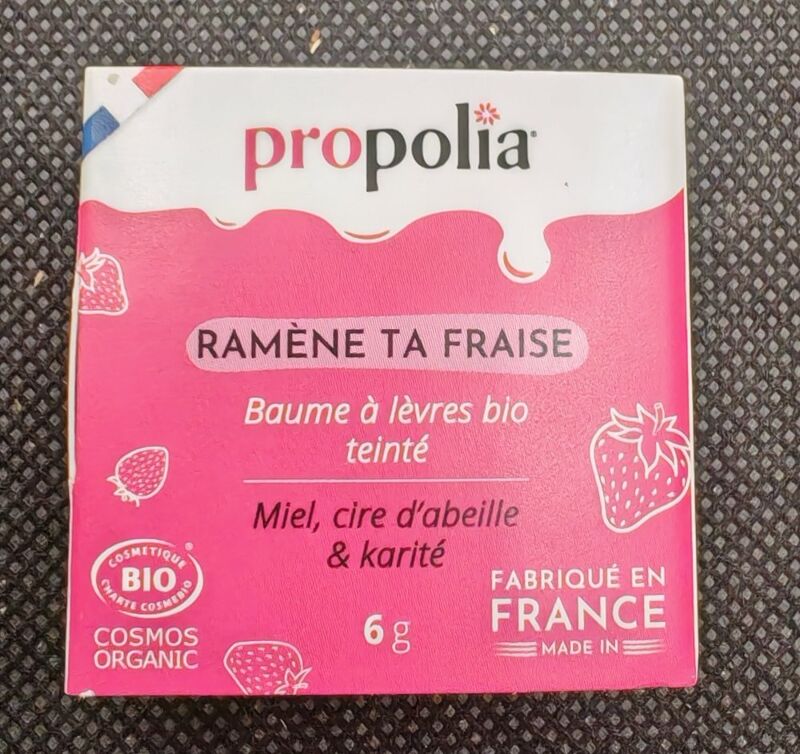 propolia®
RAMÈNE TA FRAISE
Baume à lèvres bio
teinté
Miel, cire d'abeille
& karité
COSMETIQUE
BIO
CHARTE COSMEBIO
®
COSMOS
ORGANIC
6 g
FABRIQUÉ EN
FRANCE
MADE IN